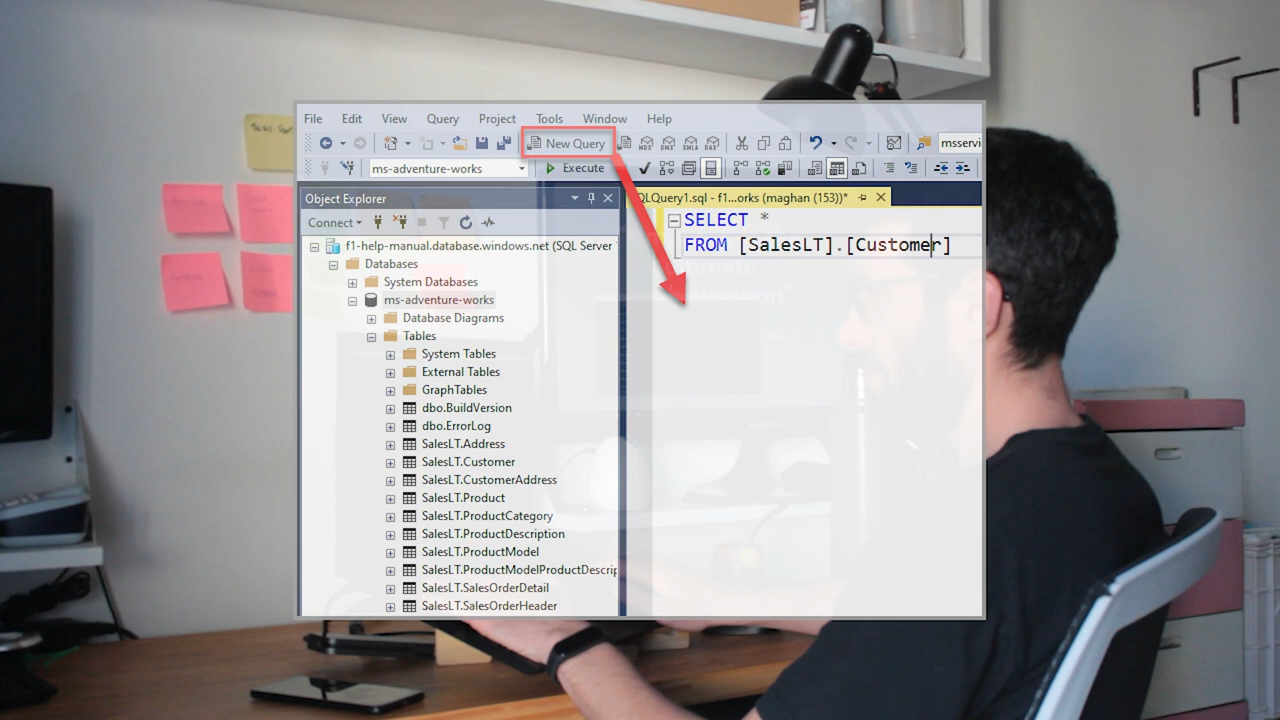 File Edit View Query Project Tools Window Help
New Query
msservi
ms-adventure-works Execute
Object Explorer
LQuery1.sql - f1...orks (maghan (153))*
Connect
SELECT *
FROM [SalesLT].[Customer]
f1-help-manual.database.windows.net (SQL Server
Databases
System Databases
ms-adventure-works
Database Diagrams
Tables
System Tables
External Tables
GraphTables
dbo.BuildVersion
dbo.ErrorLog
SalesLT.Address
SalesLT.Customer
SalesLT.CustomerAddress
SalesLT.Product
SalesLT.ProductCategory
SalesLT.ProductDescription
SalesLT.ProductModel
SalesLT.ProductModelProductDescrip
SalesLT.SalesOrderDetail
SalesLT.SalesOrderHeader